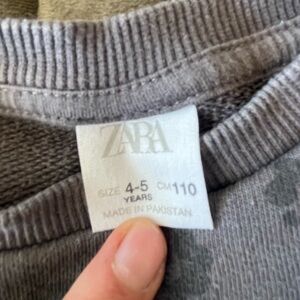 ZARA
SIZE 4-5 CM 110
YEARS
MADE IN PAKISTAN